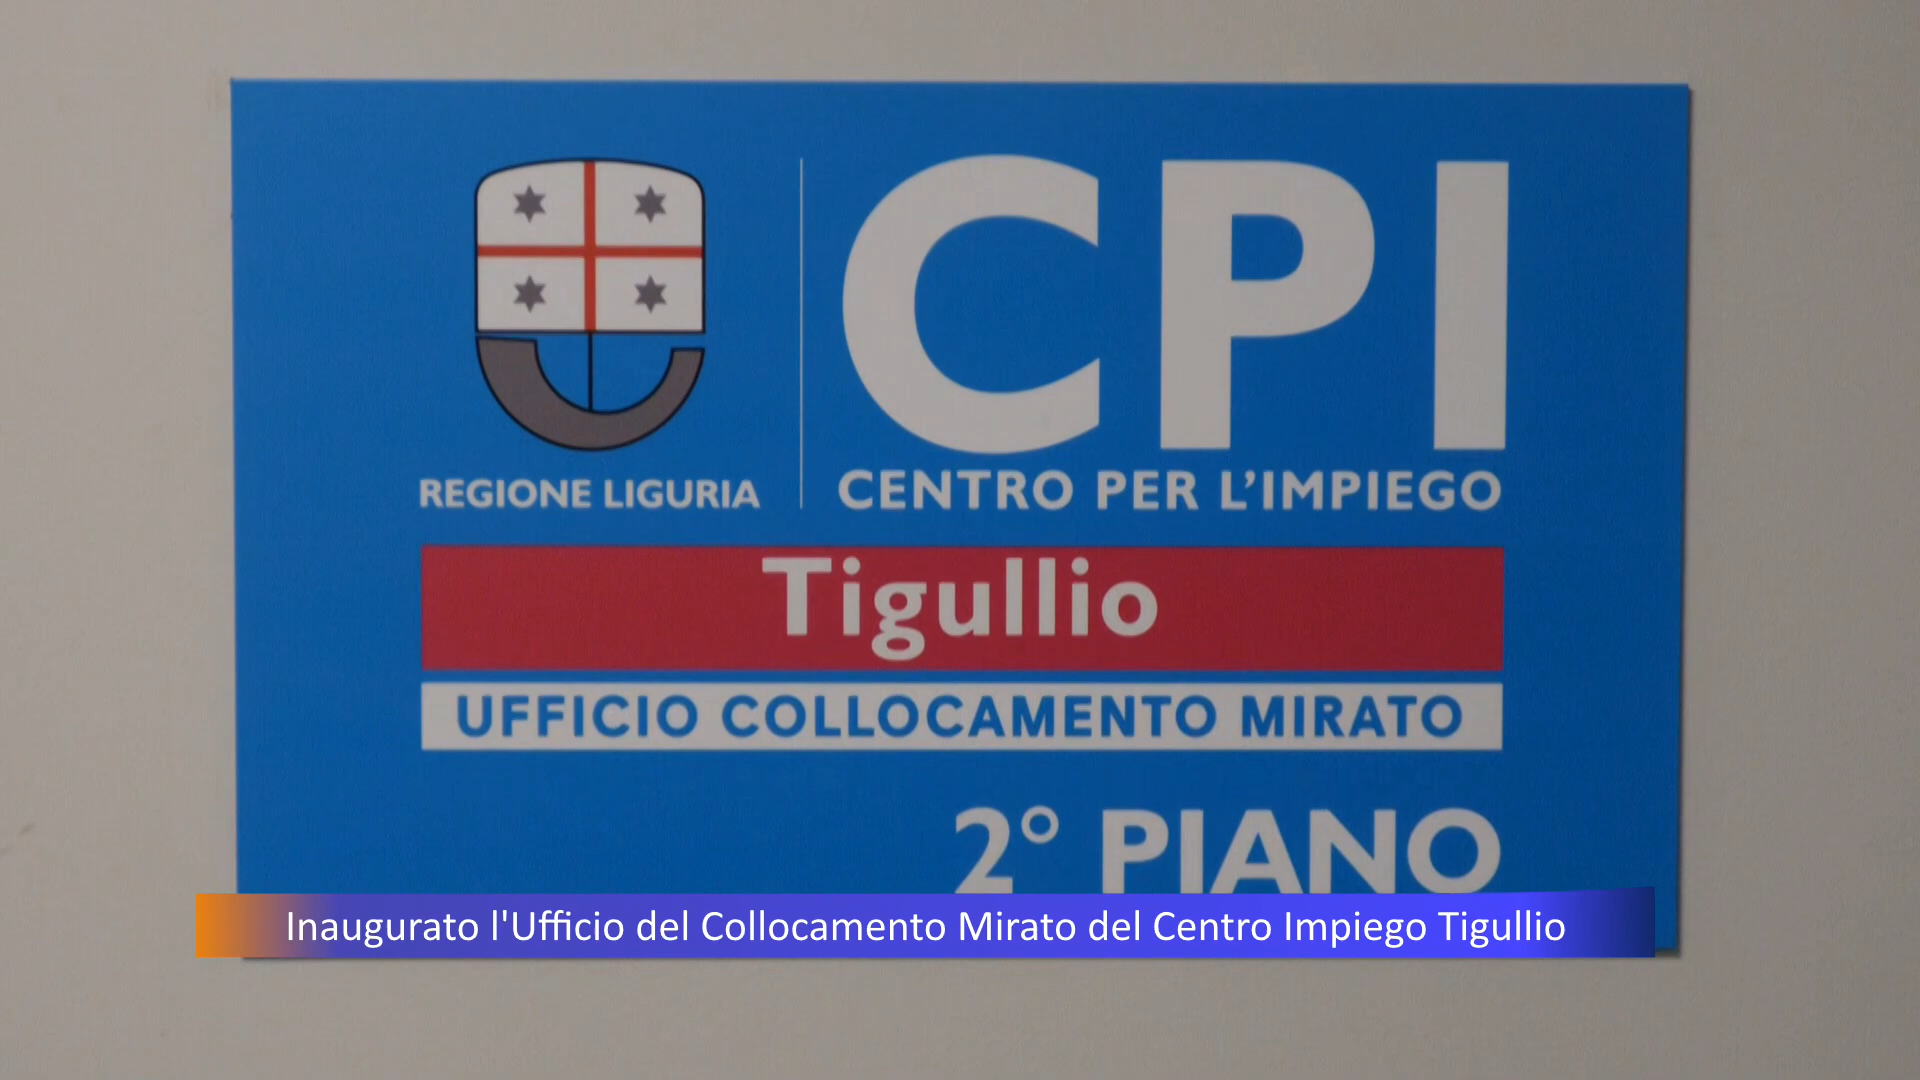 CPI
REGIONE LIGURIA
CENTRO PER L'IMPIEGO
Tigullio
UFFICIO COLLOCAMENTO MIRATO
2° PIANO
Inaugurato l'Ufficio del Collocamento Mirato del Centro Impiego Tigullio